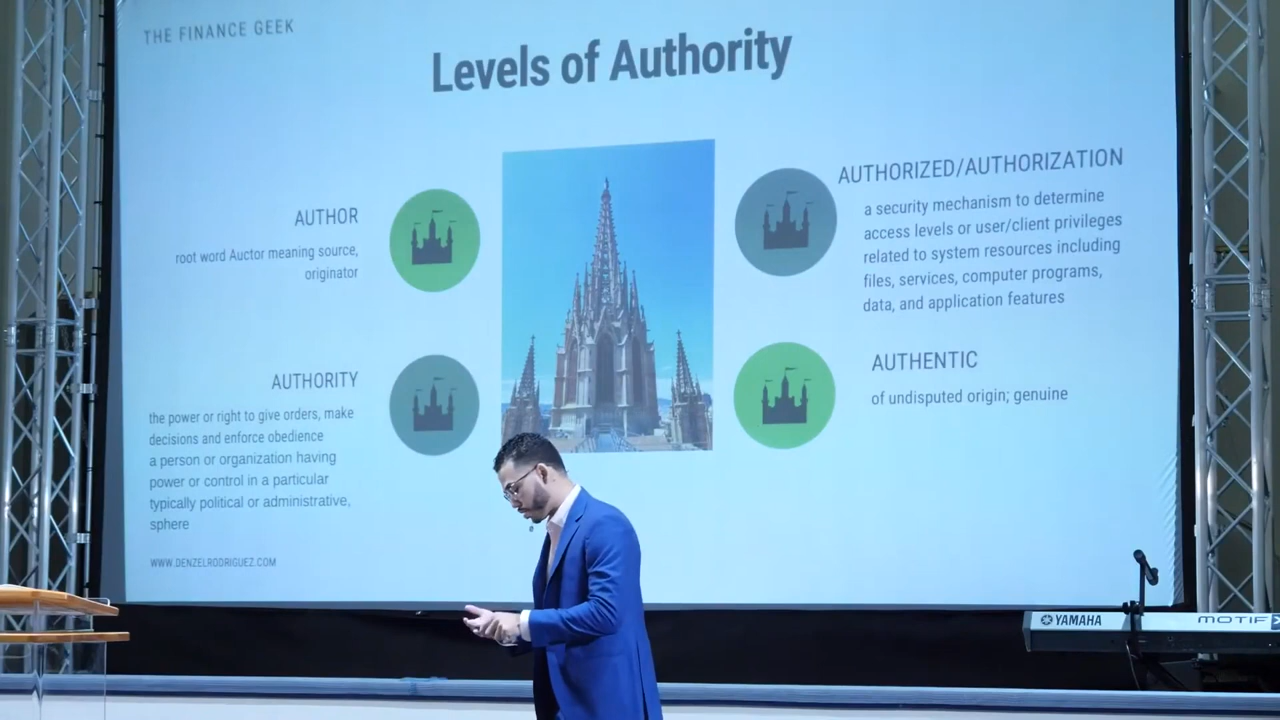 THE FINANCE GEEK
Levels of Authority
AUTHOR
root word Auctor meaning source,
originator
AUTHORITY
the power or right to give orders, make
decisions and enforce obedience
a person or organization having
power or control in a particular
typically political or administrative,
sphere
WWW.DENZELRODRIGUEZ.COM
AUTHORIZED/AUTHORIZATION
a security mechanism to determine
access levels or user/client privileges
related to system resources including
files, services, computer programs,
data, and application features
AUTHENTIC
of undisputed origin; genuine
YAMAHA
MOTIF X